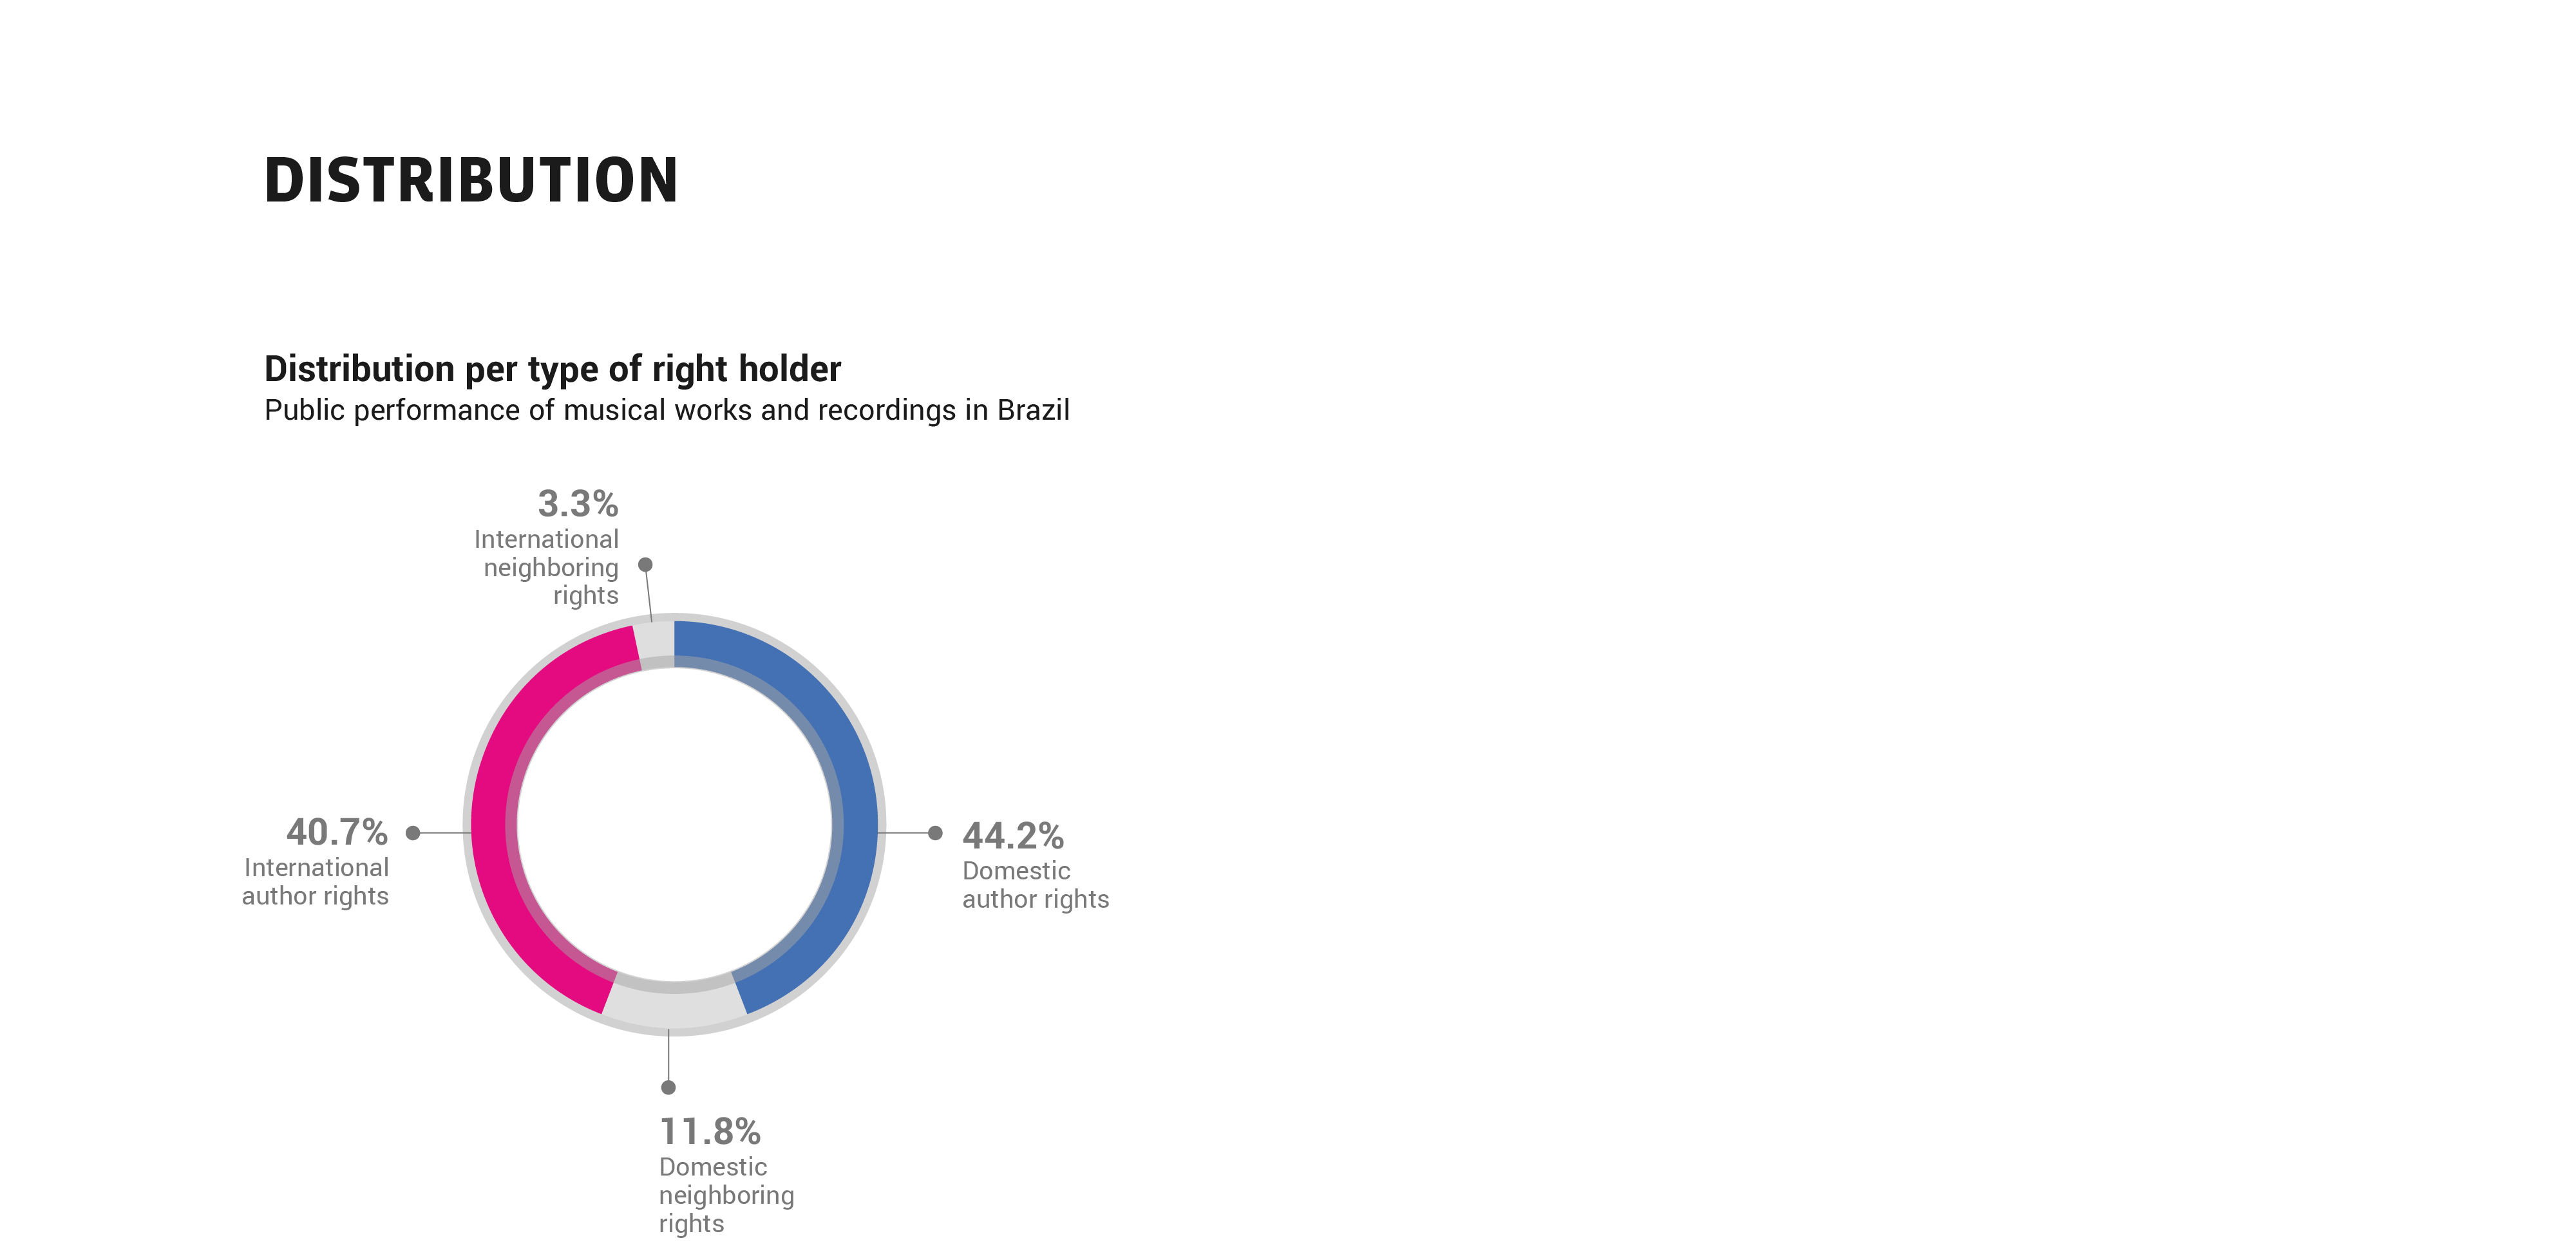 DISTRIBUTION
Distribution per type of right holder
Public performance of musical works and recordings in Brazil
3.3%
International
neighboring
rights
40.7%
International
author rights
44.2%
Domestic
author rights
11.8%
Domestic
neighboring
rights